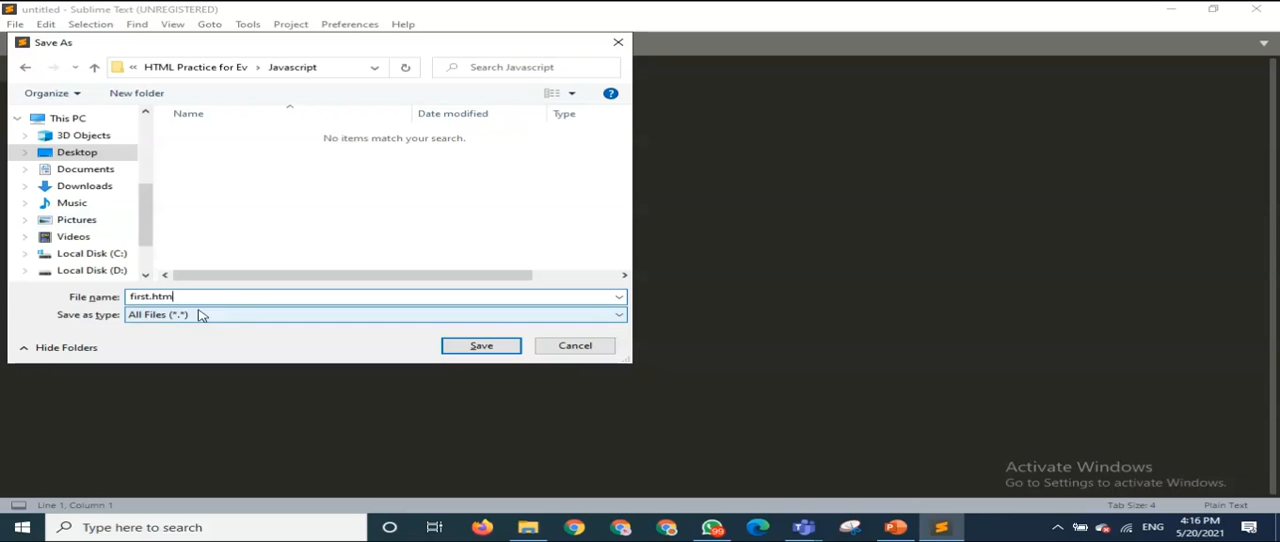 untitled - Sublime Text (UNREGISTERED)
File Edit Selection Find View Goto Tools Project Preferences Help
Save As
« HTML Practice for Ev > Javascript
Search Javascript
Organize
New folder
?
Name Date modified Type
No items match your search.
This PC
3D Objects
Desktop
Documents
Downloads
Music
Pictures
Videos
Local Disk (C:)
Local Disk (D:)
File name: first.htm
Save as type: All Files (*.*)
Hide Folders
Save
Cancel
Activate Windows
Go to Settings to activate Windows.
Line 1, Column 1
Tab Size: 4
Plain Text
Type here to search
99
ENG
4:16 PM
5/20/2021